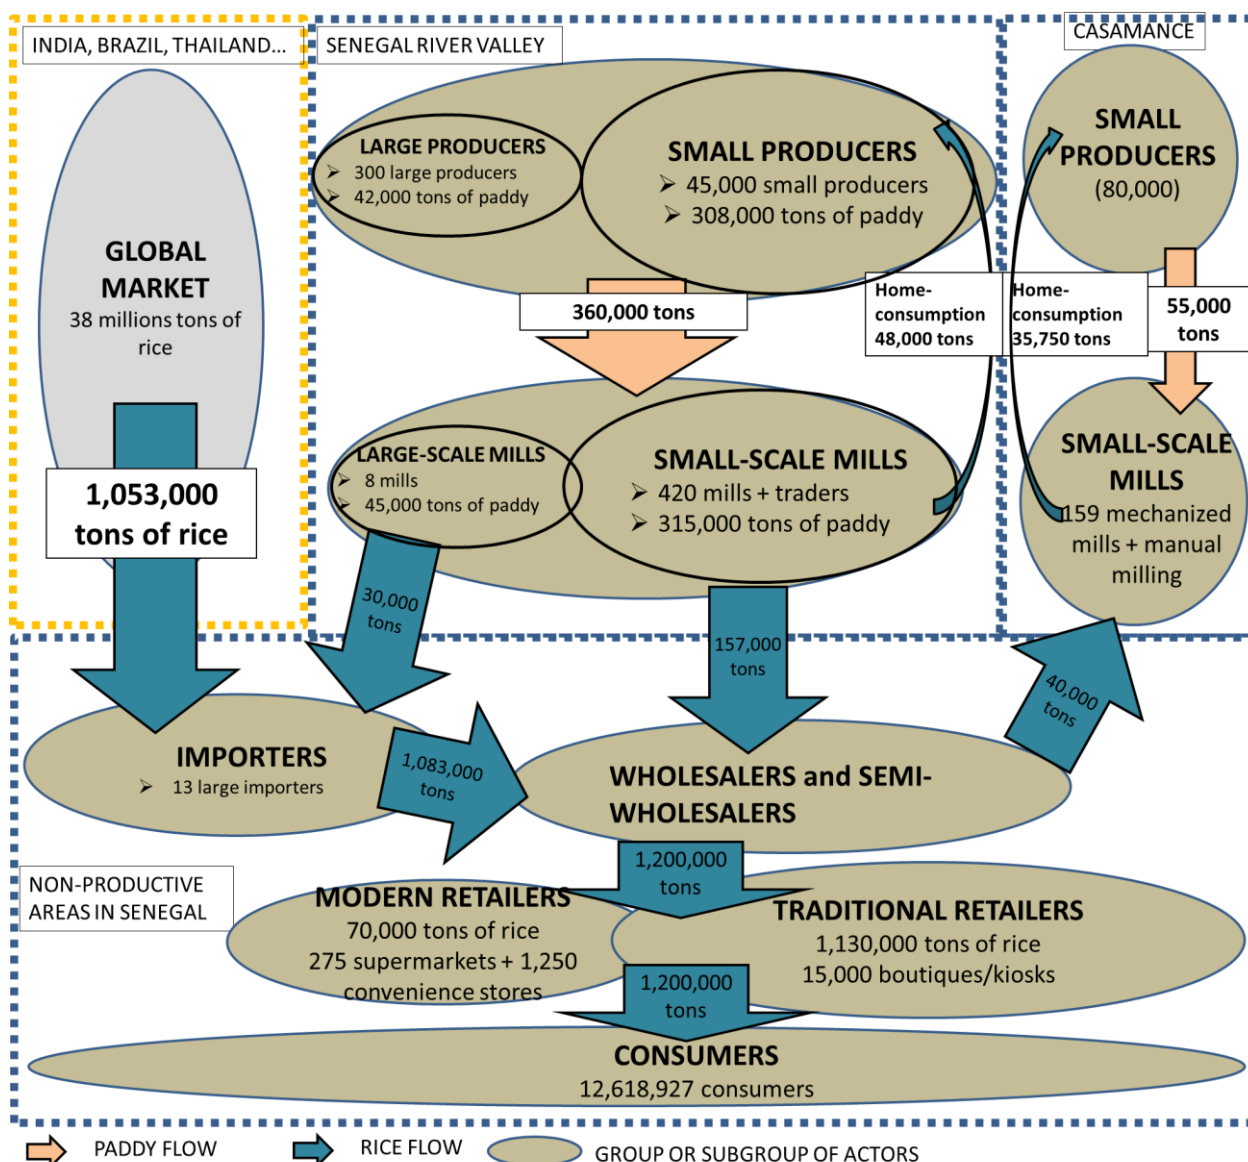 INDIA, BRAZIL, THAILAND...
GLOBAL
MARKET
38 millions tons of
rice
1,053,000
tons of rice
SENEGAL RIVER VALLEY
LARGE PRODUCERS
➢ 300 large producers
➢ 42,000 tons of paddy
SMALL PRODUCERS
➢ 45,000 small producers
➢ 308,000 tons of paddy
360,000 tons
Home-
consumption
48,000 tons
LARGE-SCALE MILLS
➢ 8 mills
➢ 45,000 tons of paddy
SMALL-SCALE MILLS
➢ 420 mills + traders
➢ 315,000 tons of paddy
CASAMANCE
SMALL
PRODUCERS
(80,000)
Home-
consumption
35,750 tons
55,000
tons
SMALL-SCALE
MILLS
159 mechanized
mills + manual
milling
30,000
tons
157,000
tons
40,000
tons
IMPORTERS
➢ 13 large importers
1,083,000
tons
WHOLESALERS and SEMI-
WHOLESALERS
1,200,000
tons
NON-PRODUCTIVE
AREAS IN SENEGAL
MODERN RETAILERS
70,000 tons of rice
275 supermarkets + 1,250
convenience stores
TRADITIONAL RETAILERS
1,130,000 tons of rice
15,000 boutiques/kiosks
1,200,000
tons
CONSUMERS
12,618,927 consumers
PADDY FLOW
RICE FLOW
GROUP OR SUBGROUP OF ACTORS